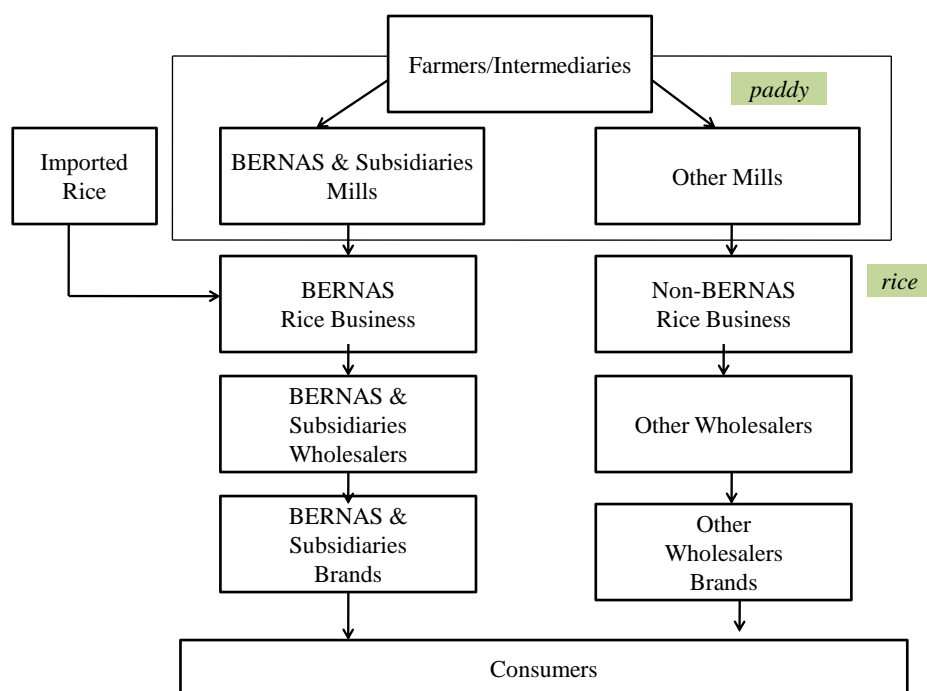 Farmers/Intermediaries
paddy
Imported
Rice
BERNAS & Subsidiaries
Mills
Other Mills
BERNAS
Rice Business
Non-BERNAS
Rice Business
rice
BERNAS &
Subsidiaries
Wholesalers
Other Wholesalers
BERNAS &
Subsidiaries
Brands
Other
Wholesalers
Brands
Consumers